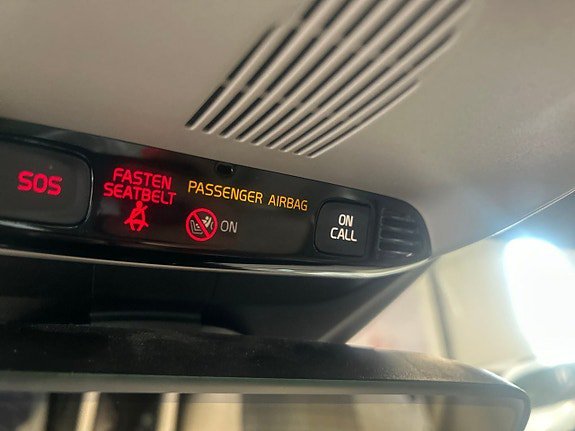 SOS
FASTEN
SEATBELT
PASSENGER AIRBAG
ON
ON
CALL